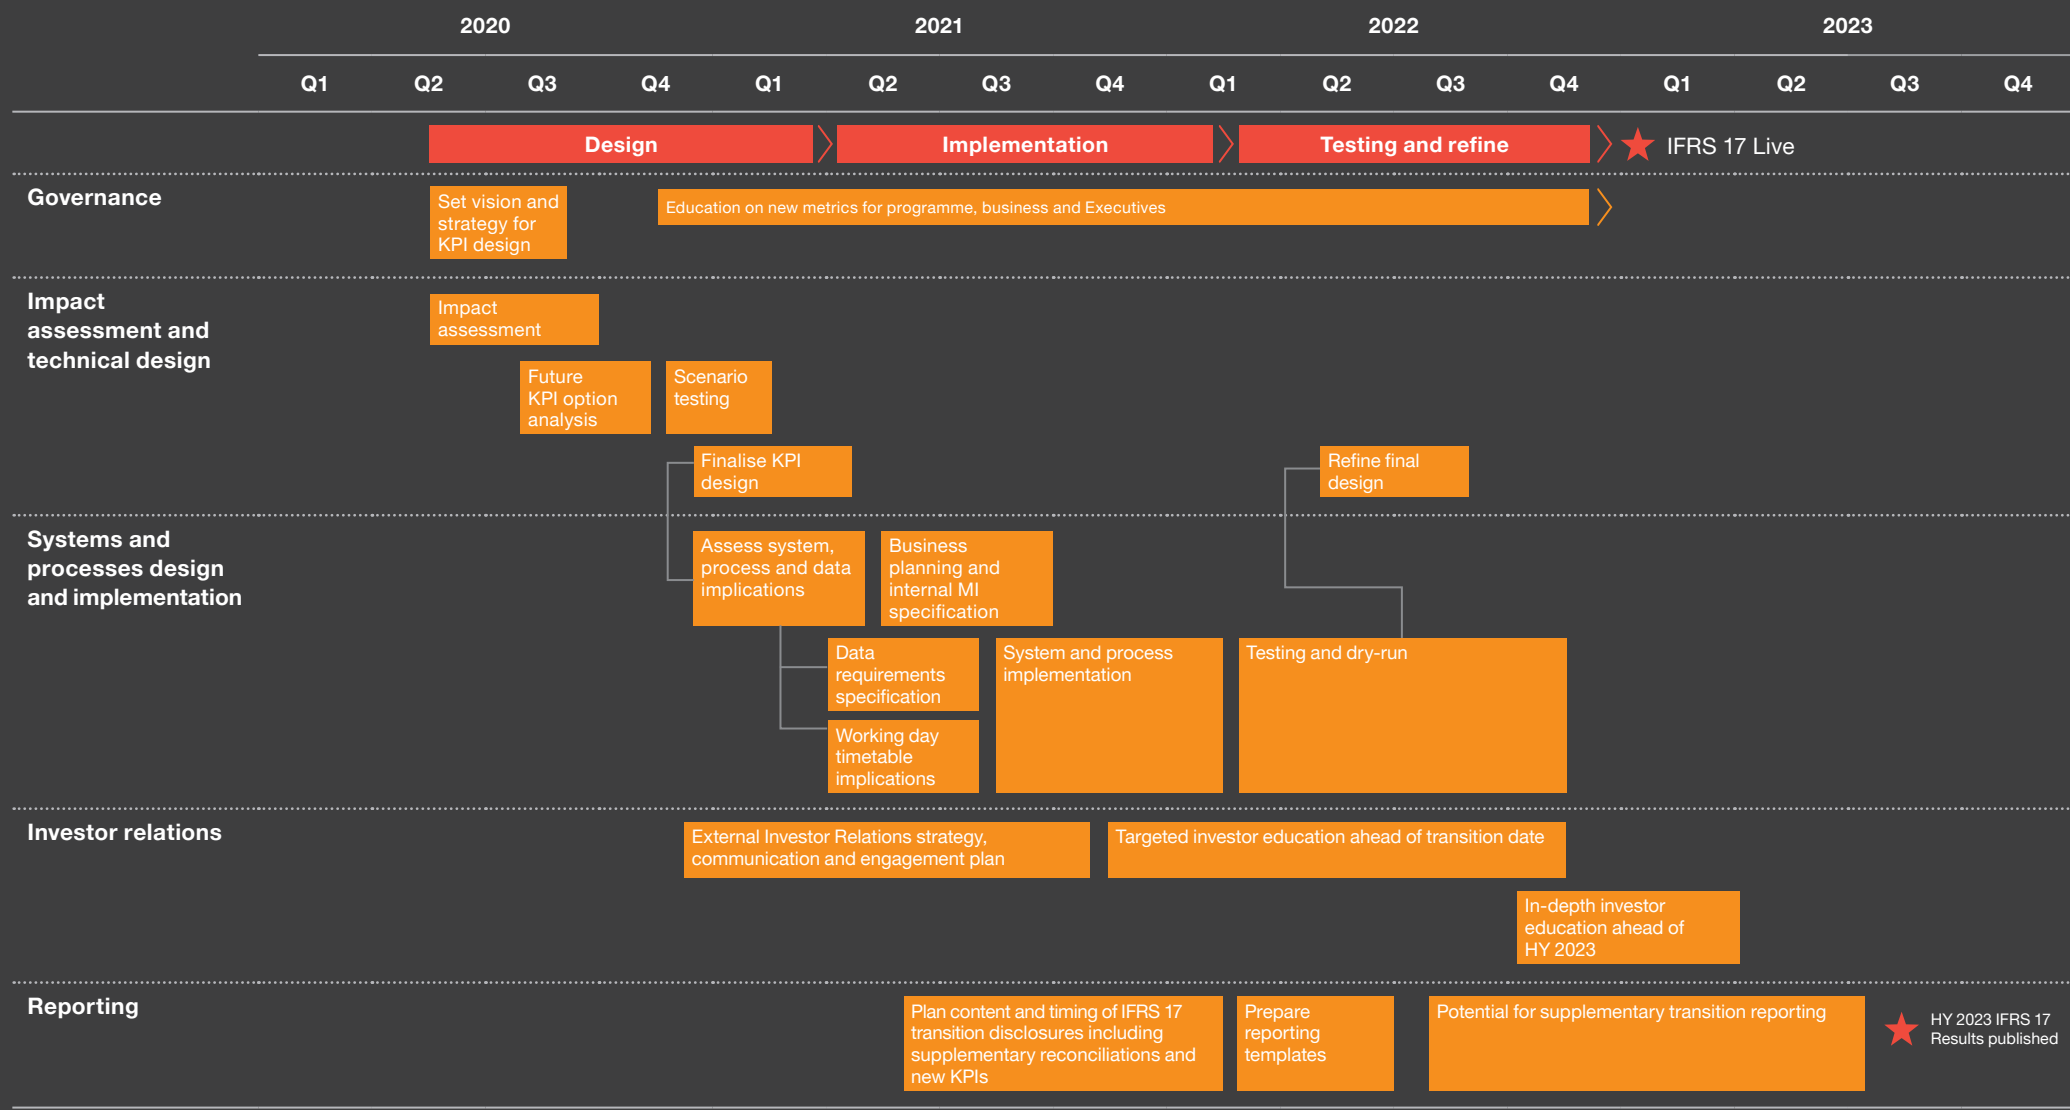 2020
2021
2022
2023
Q1
Q2
Q3
Q4
Q1
Q2
Q3
Q4
Q1
Q2
Q3
Q4
Q1
Q2
Q3
Q4
Design
Implementation
Testing and refine
IFRS 17 Live
Governance
Set vision and
strategy for
KPI design
Education on new metrics for programme, business and Executives
Impact
assessment and
technical design
Impact
assessment
Future
KPI option
analysis
Scenario
testing
Finalise KPI
design
Refine final
design
Systems and
processes design
and implementation
Assess system,
process and data
implications
Business
planning and
internal MI
specification
Data
requirements
specification
System and process
implementation
Testing and dry-run
Working day
timetable
implications
Investor relations
External Investor Relations strategy,
communication and engagement plan
Targeted investor education ahead of transition date
In-depth investor
education ahead of
HY 2023
Reporting
Plan content and timing of IFRS 17
transition disclosures including
supplementary reconciliations and
new KPIs
Prepare
reporting
templates
Potential for supplementary transition reporting
HY 2023 IFRS 17
Results published